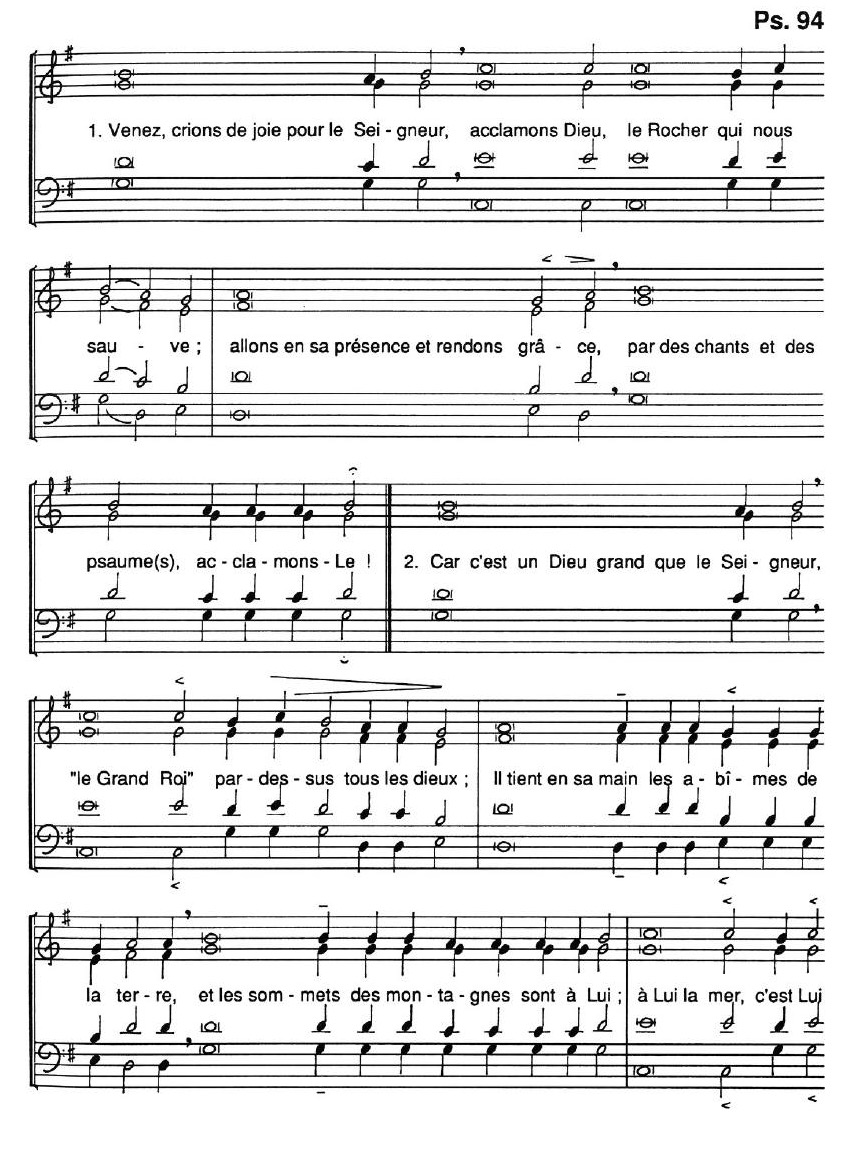 Ps. 94
1. Venez, crions de joie pour le Sei - gneur, acclamons Dieu, le Rocher qui nous
sau - ve ; allons en sa présence et rendons grâ - ce, par des chants et des
psaume(s), ac - cla - mons - Le ! 2. Car c'est un Dieu grand que le Sei - gneur,
"le Grand Roi" par - des - sus tous les dieux ; Il tient en sa main les a - bî - mes de
la ter - re, et les som - mets des mon - ta - gnes sont à Lui ; à Lui la mer, c'est Lui